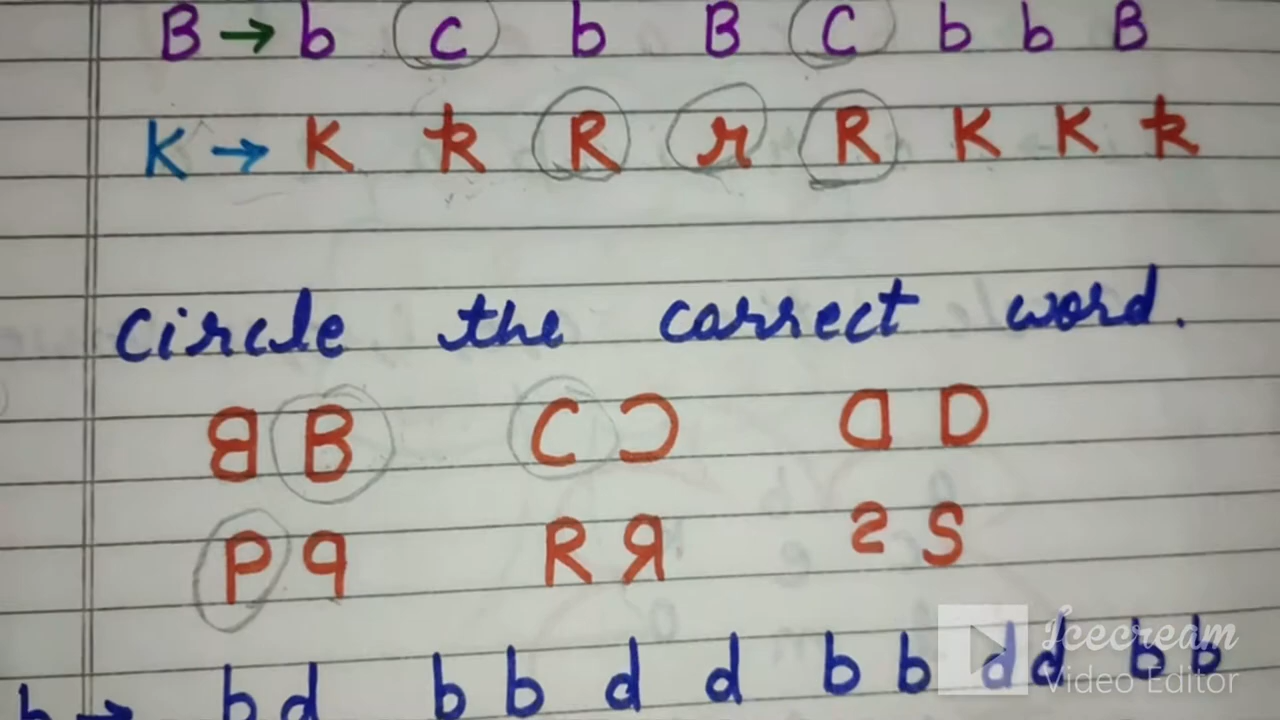 B → b c b B C b b B
K → K k R r R K K k
circle the correct word.
B B C C D D
P P R R S S
b → b d b b d d b b d d b b
Icecream
Video Editor